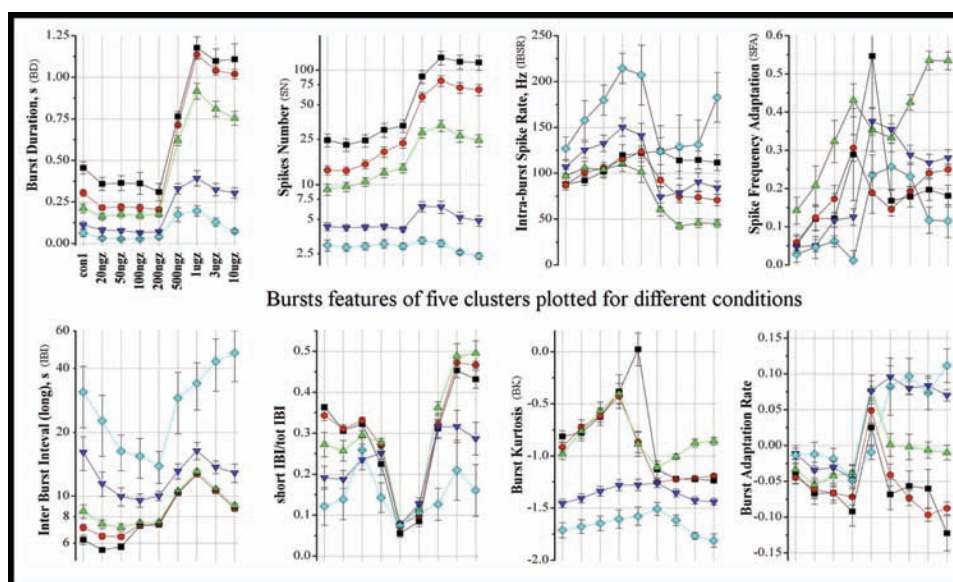 Burst Duration, s (BD)
1.25
1.00
0.75
0.50
0.25
0.00
con1
20ngz
50ngz
100ngz
200ngz
500ngz
1ugz
3ugz
10ugz
Spikes Number (SN)
100
75
50
25
10
5
2.5
Intra-burst Spike Rate, Hz (IBSR)
250
200
150
100
50
0
Spike Frequency Adaptation (SFA)
0.6
0.5
0.4
0.3
0.2
0.1
0.0
Bursts features of five clusters plotted for different conditions
Inter Burst Inteval (long), s (IBI)
60
40
20
10
8
6
short IBI/tot IBI
0.5
0.4
0.3
0.2
0.1
0.0
Burst Kurtosis (BK)
0.0
-0.5
-1.0
-1.5
-2.0
Burst Adaptation Rate
0.15
0.10
0.05
0.00
-0.05
-0.10
-0.15